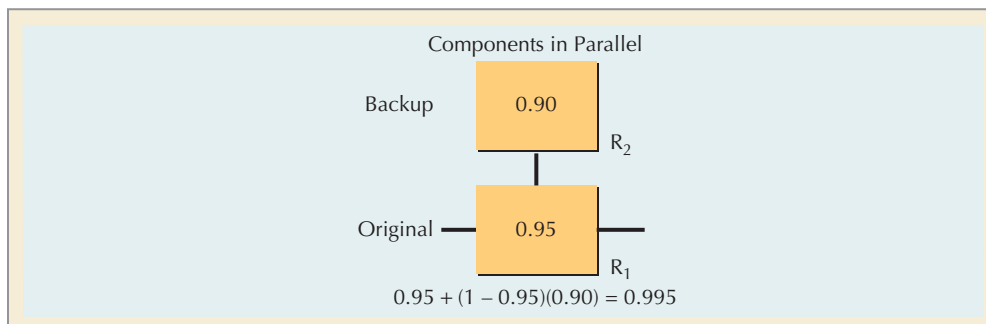 Components in Parallel
Backup
0.90
R₂
Original
0.95
R₁
0.95 + (1 – 0.95)(0.90) = 0.995